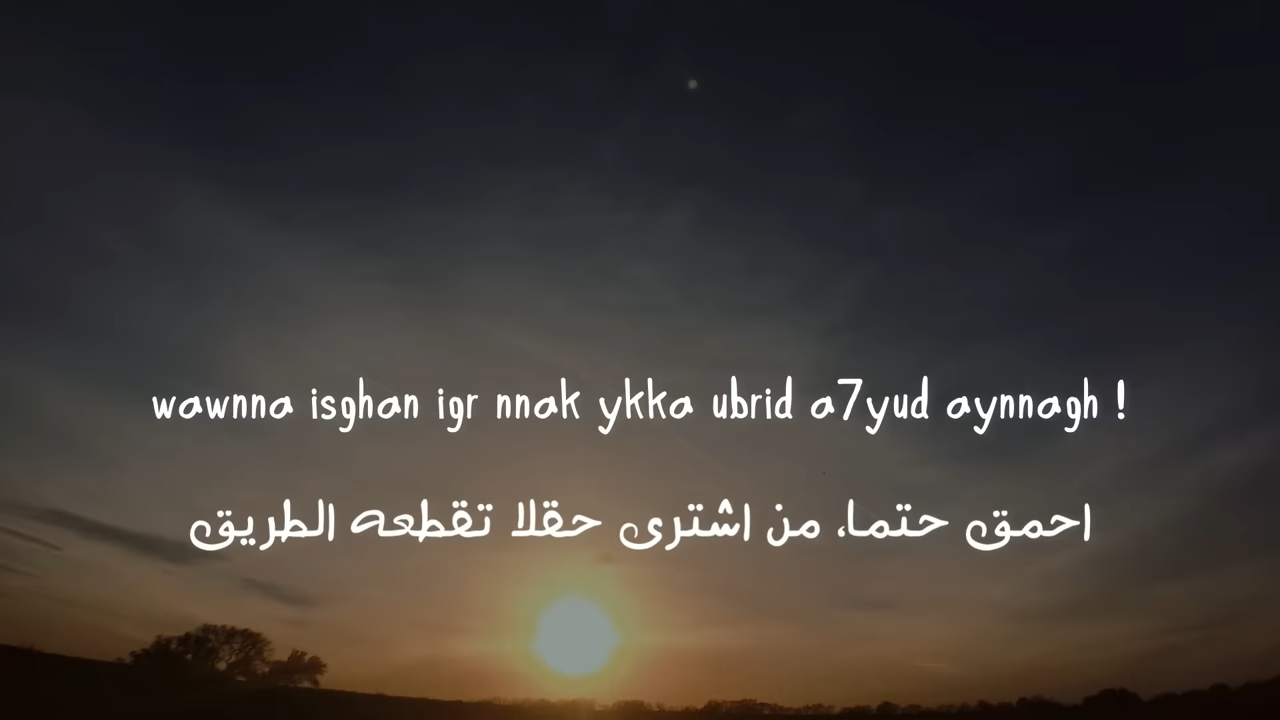 wawnna isghan igr nnak ykka ubrid a7yud aynnagh !
احمق حتما، من اشترى حقلا تقطعه الطريق